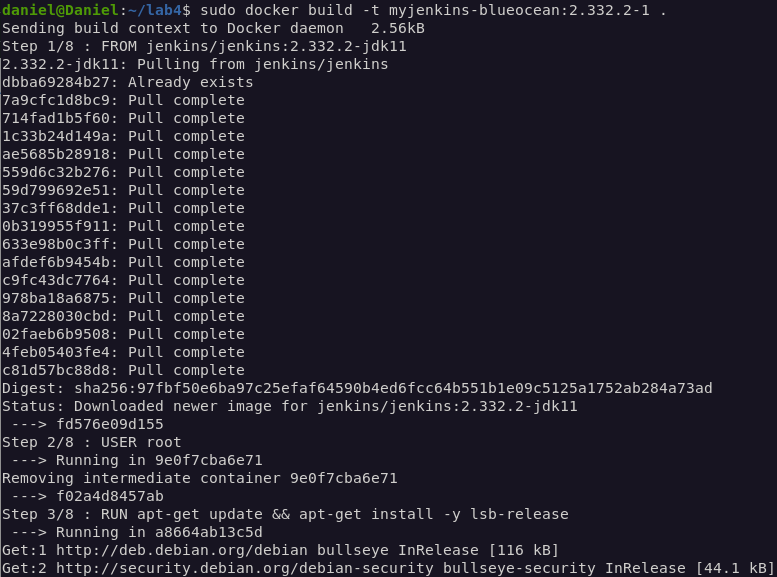 daniel@Daniel:~/lab4$ sudo docker build -t myjenkins-blueocean:2.332.2-1 .
Sending build context to Docker daemon   2.56kB
Step 1/8 : FROM jenkins/jenkins:2.332.2-jdk11
2.332.2-jdk11: Pulling from jenkins/jenkins
dbba69284b27: Already exists
7a9cfc1d8bc9: Pull complete
714fad1b5f60: Pull complete
1c33b24d149a: Pull complete
ae5685b28918: Pull complete
559d6c32b276: Pull complete
59d799692e51: Pull complete
37c3ff68dde1: Pull complete
0b319955f911: Pull complete
633e98b0c3ff: Pull complete
afdef6b9454b: Pull complete
c9fc43dc7764: Pull complete
978ba18a6875: Pull complete
8a7228030cbd: Pull complete
02faeb6b9508: Pull complete
4feb05403fe4: Pull complete
c81d57bc88d8: Pull complete
Digest: sha256:97fbf50e6ba97c25efaf64590b4ed6fcc64b551b1e09c5125a1752ab284a73ad
Status: Downloaded newer image for jenkins/jenkins:2.332.2-jdk11
 ---> fd576e09d155
Step 2/8 : USER root
 ---> Running in 9e0f7cba6e71
Removing intermediate container 9e0f7cba6e71
 ---> f02a4d8457ab
Step 3/8 : RUN apt-get update && apt-get install -y lsb-release
 ---> Running in a8664ab13c5d
Get:1 http://deb.debian.org/debian bullseye InRelease [116 kB]
Get:2 http://security.debian.org/debian-security bullseye-security InRelease [44.1 kB]